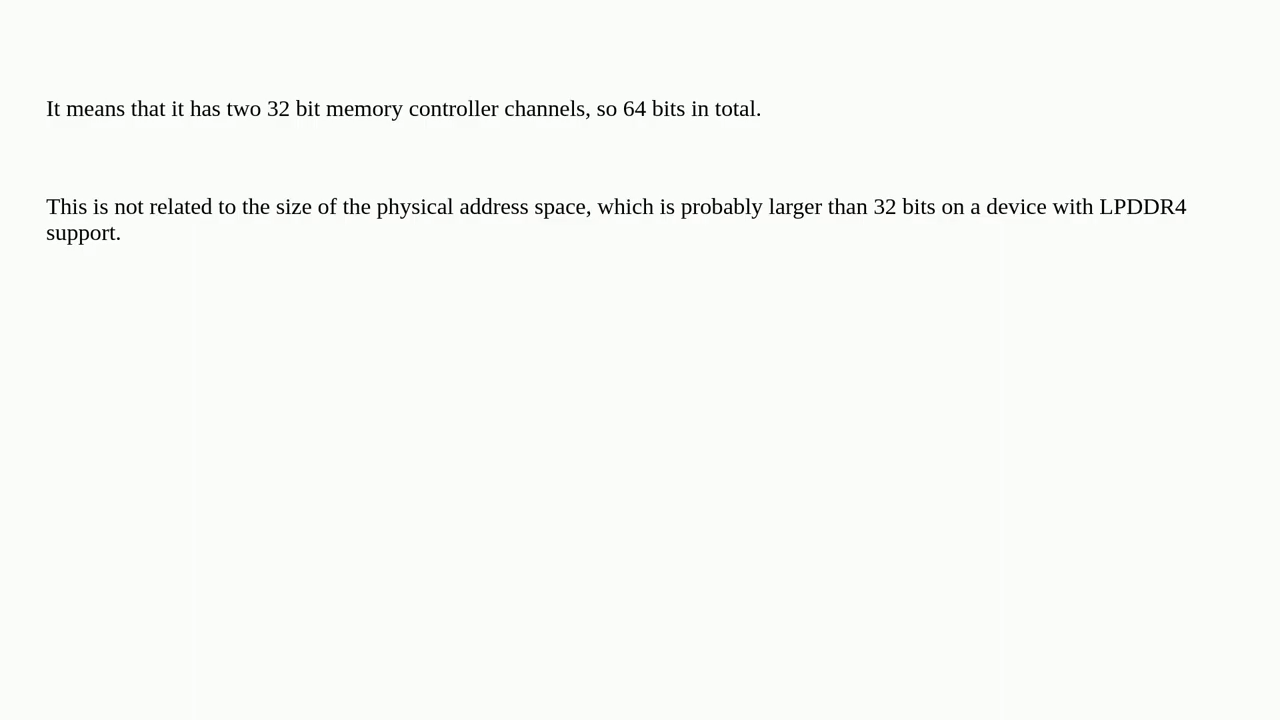 It means that it has two 32 bit memory controller channels, so 64 bits in total.
This is not related to the size of the physical address space, which is probably larger than 32 bits on a device with LPDDR4
support.